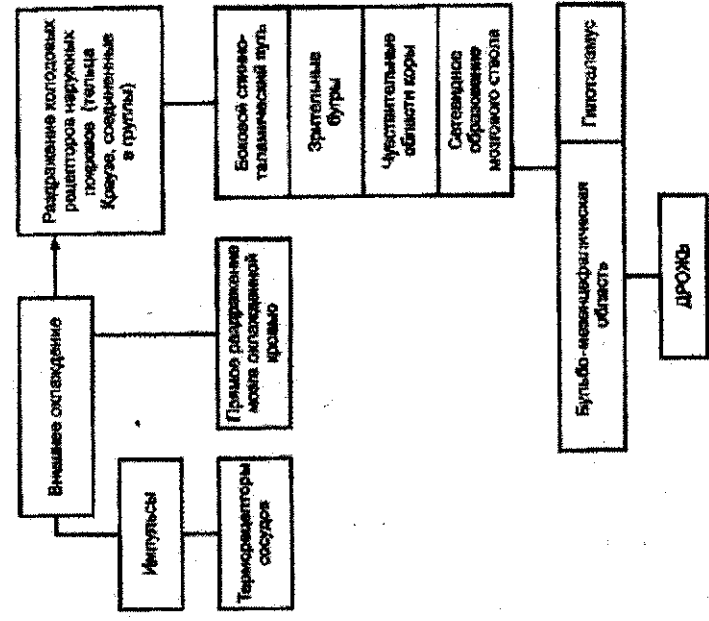 Внешнее охлаждение
Раздражение холодовых
рецепторов наружных
покровов (тельца
Краузе, соединенные
в группы)
Импульсы
Терморецепторы
сосудов
Прямое раздражение
мозга охлажденной
кровью
Боковой спинно-
таламический путь
Зрительные
бугры
Чувствительные
области коры
Сетевидное
образование
мозгового ствола
Бульбо-мезенцефалическая
область
Гипоталамус
ДРОЖЬ